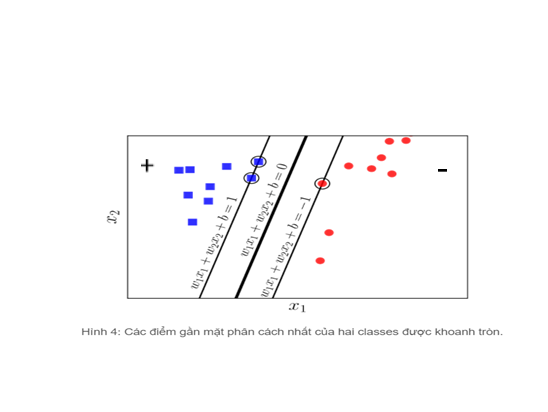 +
-
w₁x₁ + w₂x₂ + b = 1
w₁x₁ + w₂x₂ + b = 0
w₁x₁ + w₂x₂ + b = −1
x₂
x₁
Hình 4: Các điểm gần mặt phân cách nhất của hai classes được khoanh tròn.